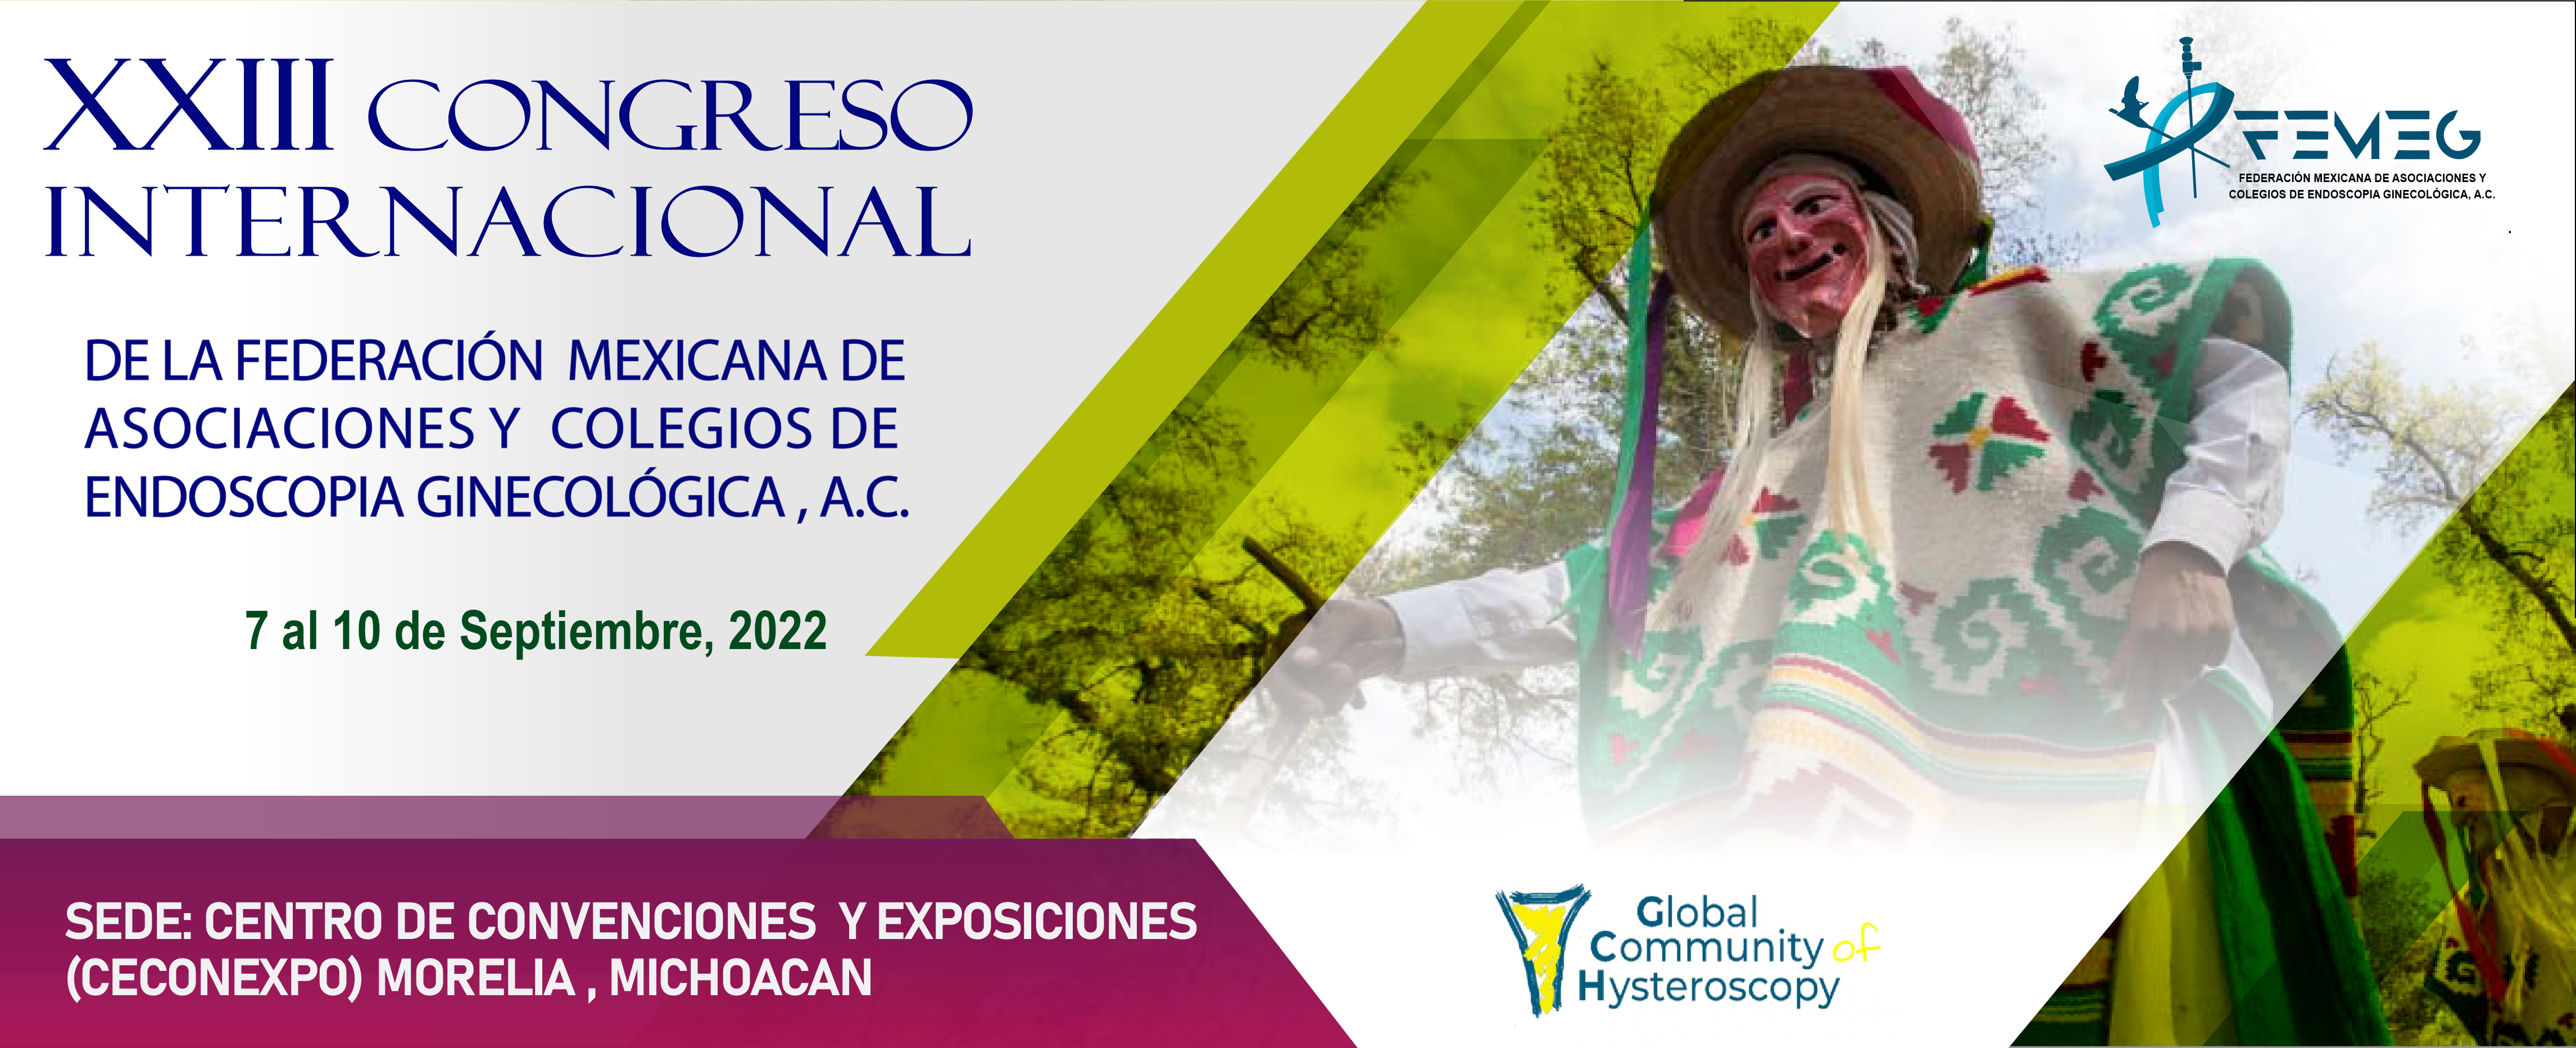 XXIII CONGRESO
INTERNACIONAL
DE LA FEDERACIÓN MEXICANA DE
ASOCIACIONES Y COLEGIOS DE
ENDOSCOPIA GINECOLÓGICA , A.C.
7 al 10 de Septiembre, 2022
SEDE: CENTRO DE CONVENCIONES Y EXPOSICIONES
(CECONEXPO) MORELIA , MICHOACAN
FEMEG
FEDERACIÓN MEXICANA DE ASOCIACIONES Y
COLEGIOS DE ENDOSCOPIA GINECOLÓGICA, A.C.
Global
Community of
Hysteroscopy